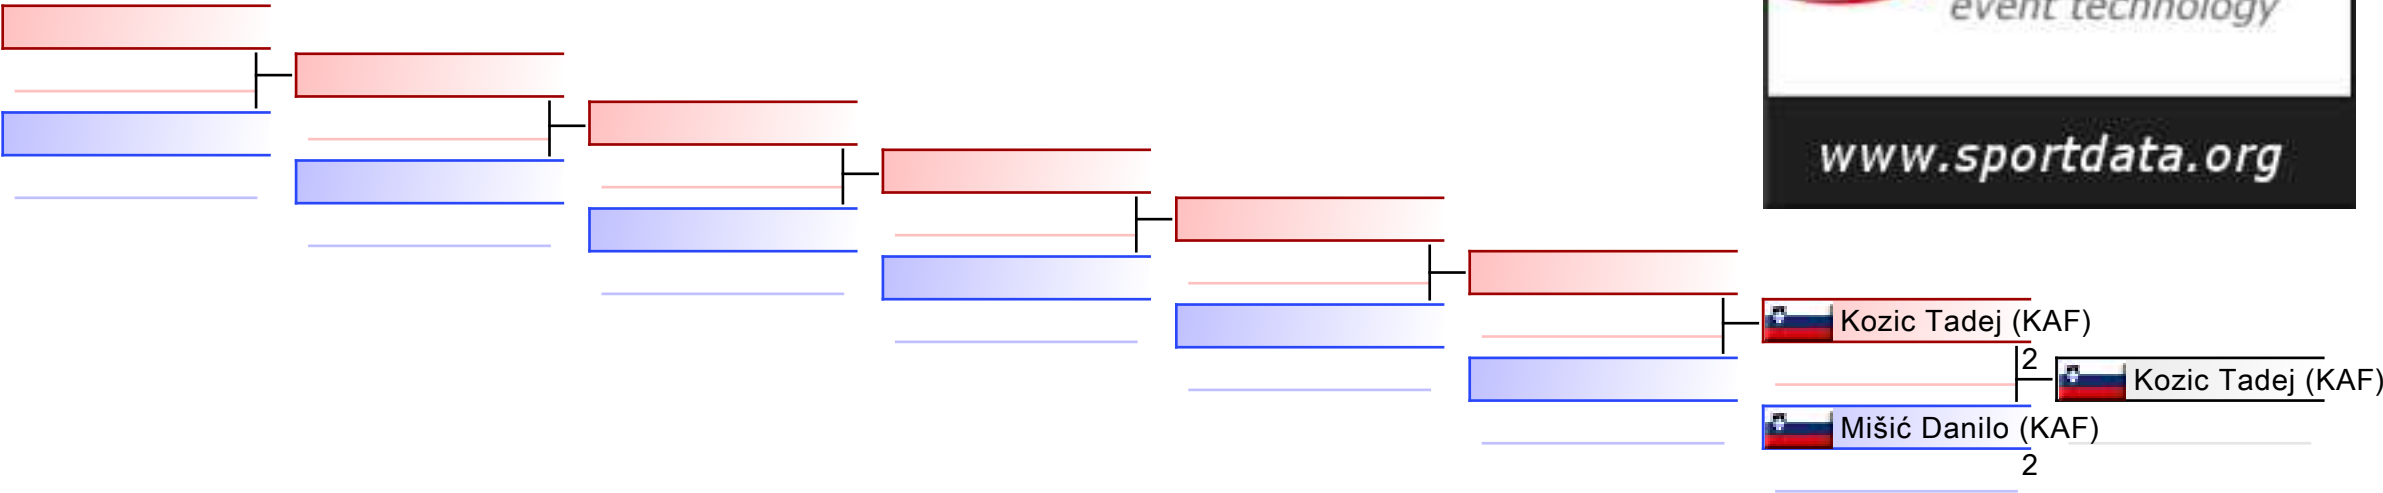 event technology
www.sportdata.org
Kozic Tadej (KAF)
2
Kozic Tadej (KAF)
Mišić Danilo (KAF)
2